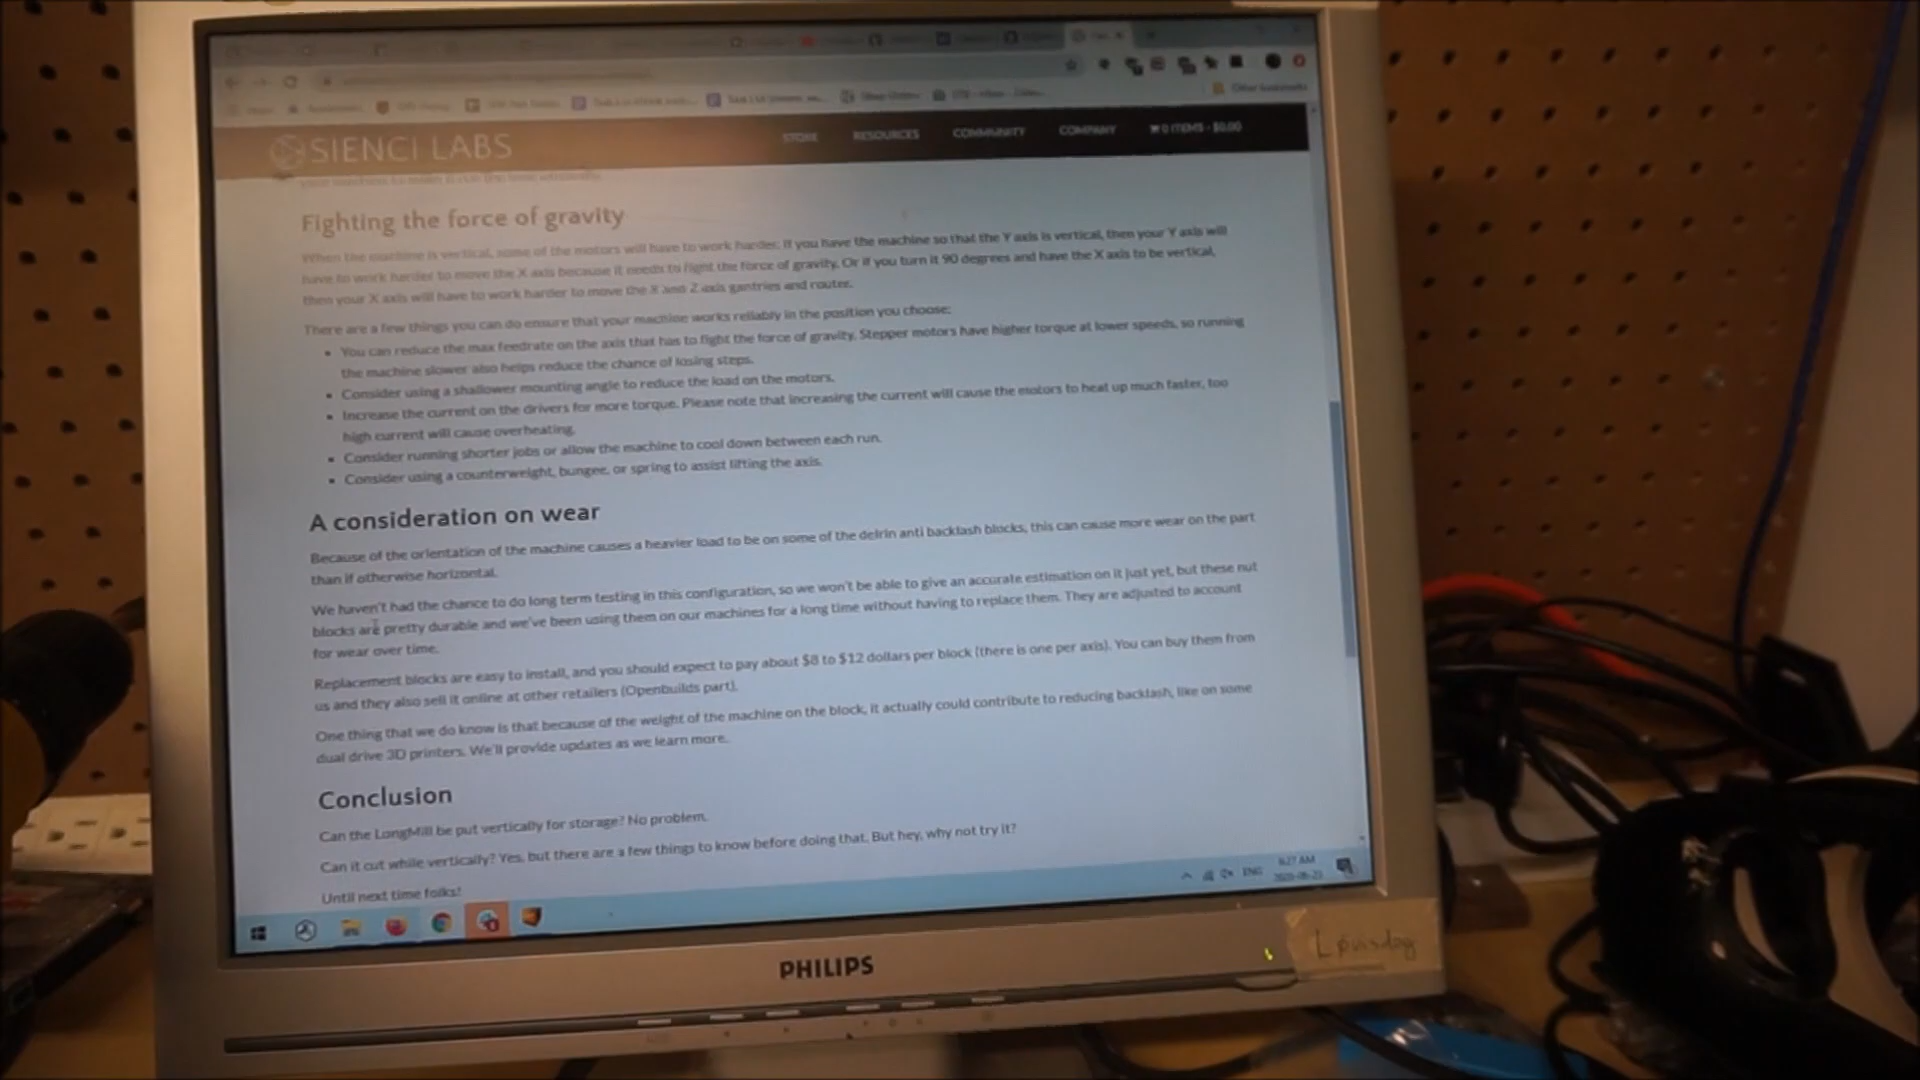 SIENCI LABS
STORE RESOURCES COMMUNITY COMPANY 0 ITEMS - $0.00
Other bookmarks
Fighting the force of gravity
When the machine is vertical, some of the motors will have to work harder. If you have the machine so that the Y axis is vertical, then your Y axis will
have to work harder to move the X axis because it needs to fight the force of gravity. Or if you turn it 90 degrees and have the X axis to be vertical,
then your X axis will have to work harder to move the X and Z axis gantries and router.
There are a few things you can do ensure that your machine works reliably in the position you choose:
You can reduce the max feedrate on the axis that has to fight the force of gravity. Stepper motors have higher torque at lower speeds, so running
the machine slower also helps reduce the chance of losing steps.
Consider using a shallower mounting angle to reduce the load on the motors.
Increase the current on the drivers for more torque. Please note that increasing the current will cause the motors to heat up much faster, too
high current will cause overheating.
Consider running shorter jobs or allow the machine to cool down between each run.
Consider using a counterweight, bungee, or spring to assist lifting the axis.
A consideration on wear
Because of the orientation of the machine causes a heavier load to be on some of the delrin anti backlash blocks, this can cause more wear on the part
than if otherwise horizontal.
We haven't had the chance to do long term testing in this configuration, so we won't be able to give an accurate estimation on it just yet, but these nut
blocks are pretty durable and we've been using them on our machines for a long time without having to replace them. They are adjusted to account
for wear over time.
Replacement blocks are easy to install, and you should expect to pay about $8 to $12 dollars per block (there is one per axis). You can buy them from
us and they also sell it online at other retailers (Openbuilds part).
One thing that we do know is that because of the weight of the machine on the block, it actually could contribute to reducing backlash, like on some
dual drive 3D printers. We'll provide updates as we learn more.
Conclusion
Can the LongMill be put vertically for storage? No problem.
Can it cut while vertically? Yes, but there are a few things to know before doing that. But hey, why not try it?
Until next time folks!
ENG
6:27 AM
PHILIPS